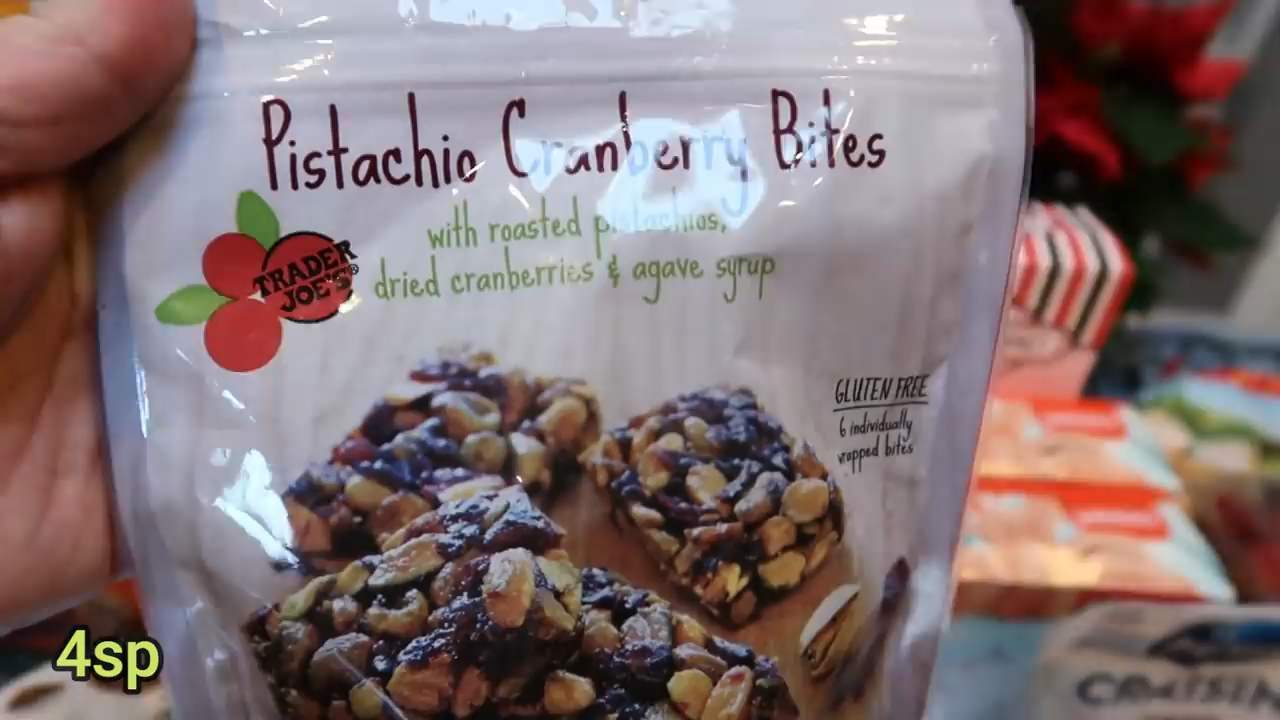 Pistachio Cranberry Bites
with roasted pistachios,
dried cranberries & agave syrup
TRADER
JOE'S®
GLUTEN FREE
6 individually
wrapped bites
4sp